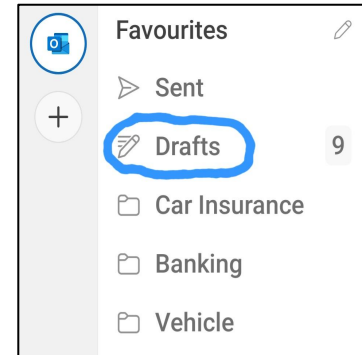 Favourites
Sent
Drafts 9
Car Insurance
Banking
Vehicle